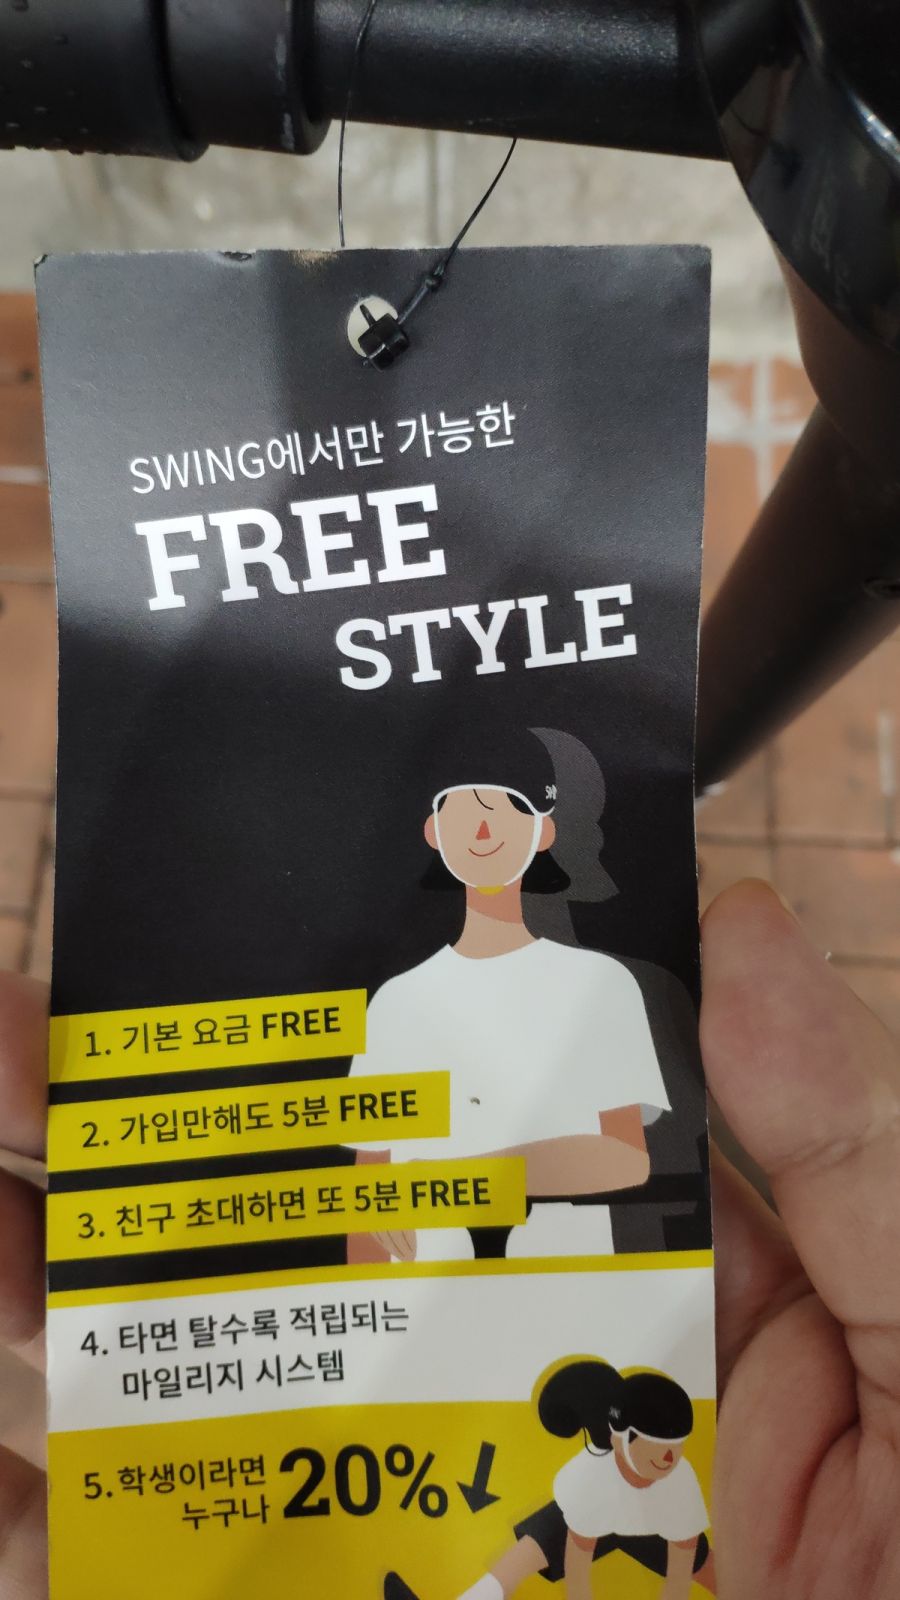 SWING에서만 가능한
FREE
STYLE
1. 기본 요금 FREE
2. 가입만해도 5분 FREE
3. 친구 초대하면 또 5분 FREE
4. 타면 탈수록 적립되는
마일리지 시스템
5. 학생이라면
누구나 20%↓